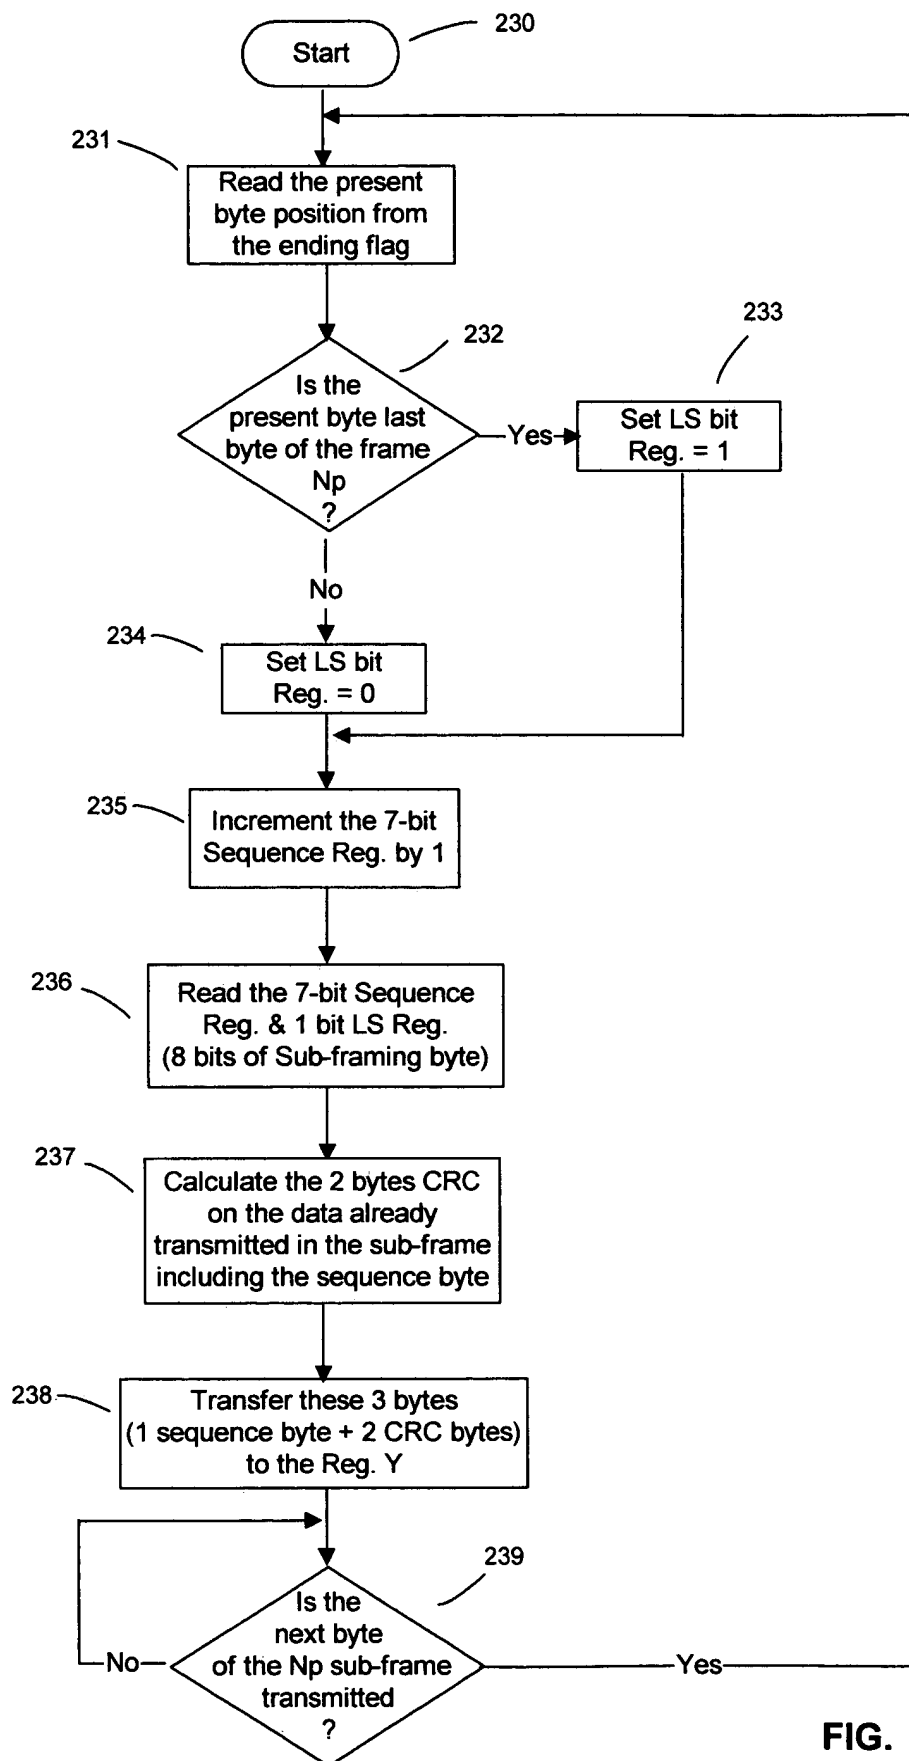 230
Start
231
Read the present
byte position from
the ending flag
232
233
Is the
present byte last
byte of the frame
Np
?
Yes
Set LS bit
Reg. = 1
No
234
Set LS bit
Reg. = 0
235
Increment the 7-bit
Sequence Reg. by 1
236
Read the 7-bit Sequence
Reg. & 1 bit LS Reg.
(8 bits of Sub-framing byte)
237
Calculate the 2 bytes CRC
on the data already
transmitted in the sub-frame
including the sequence byte
238
Transfer these 3 bytes
(1 sequence byte + 2 CRC bytes)
to the Reg. Y
239
Is the
next byte
of the Np sub-frame
transmitted
?
No
Yes
FIG.